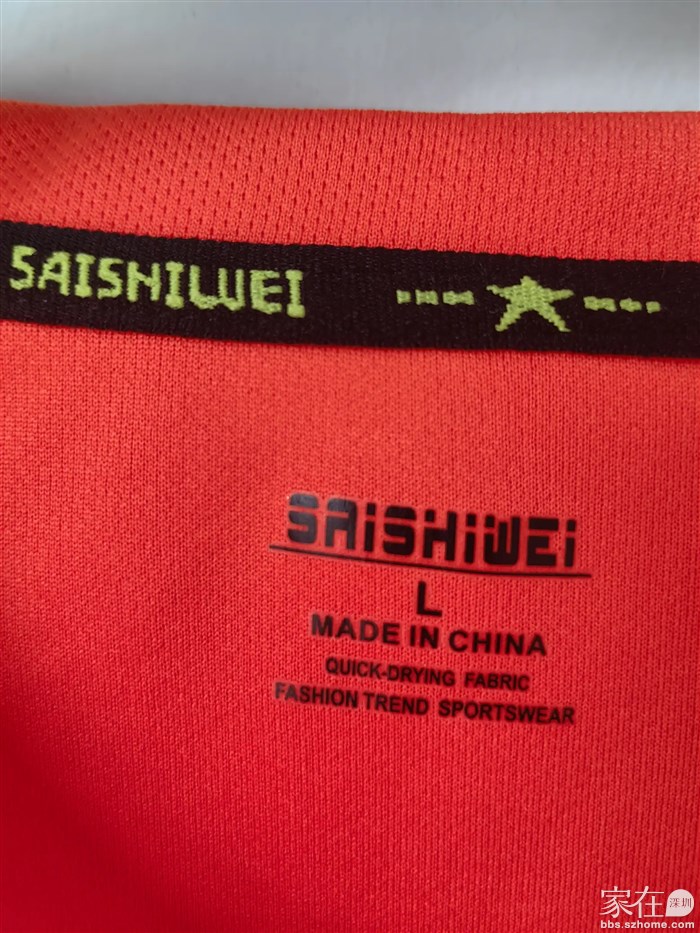 SAISHIWEI
SAiSHiWEi
L
MADE IN CHINA
QUICK-DRYING FABRIC
FASHION TREND SPORTSWEAR
家在深圳
bbs.szhome.com